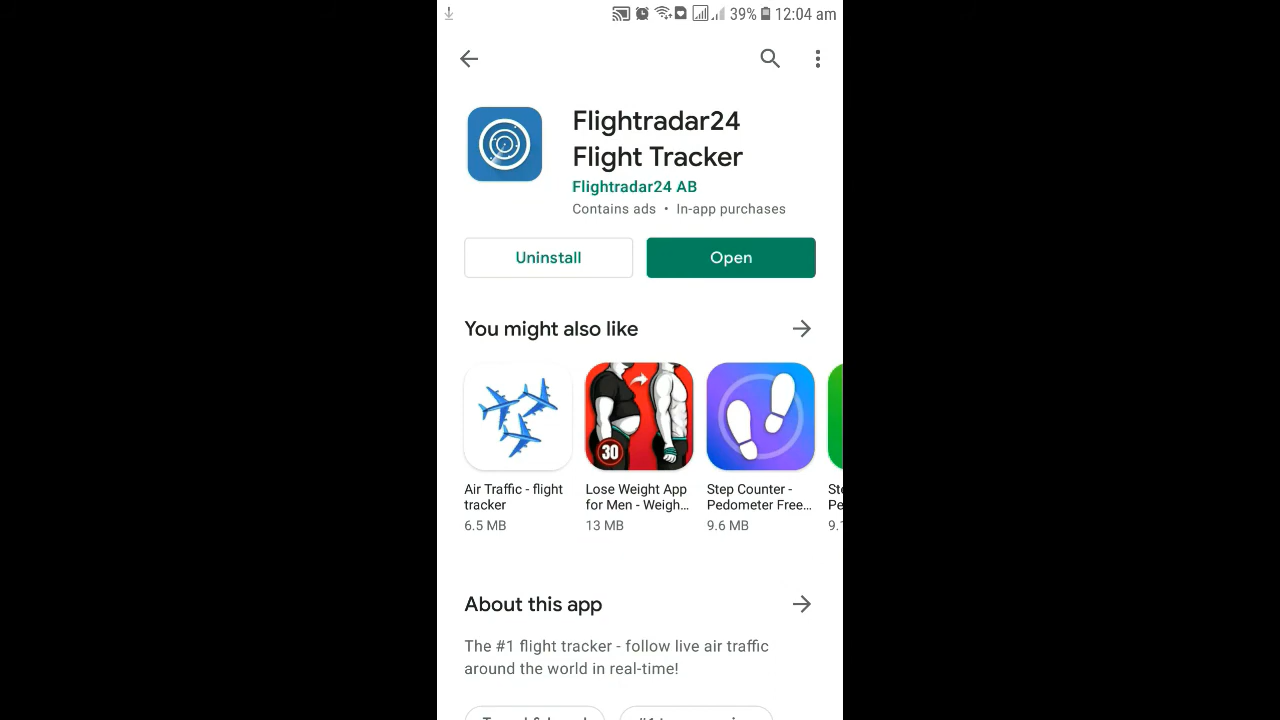 39% 12:04 am
Flightradar24
Flight Tracker
Flightradar24 AB
Contains ads • In-app purchases
Uninstall
Open
You might also like
30
Air Traffic - flight
tracker
6.5 MB
Lose Weight App
for Men - Weigh...
13 MB
Step Counter -
Pedometer Free...
9.6 MB
About this app
The #1 flight tracker - follow live air traffic
around the world in real-time!